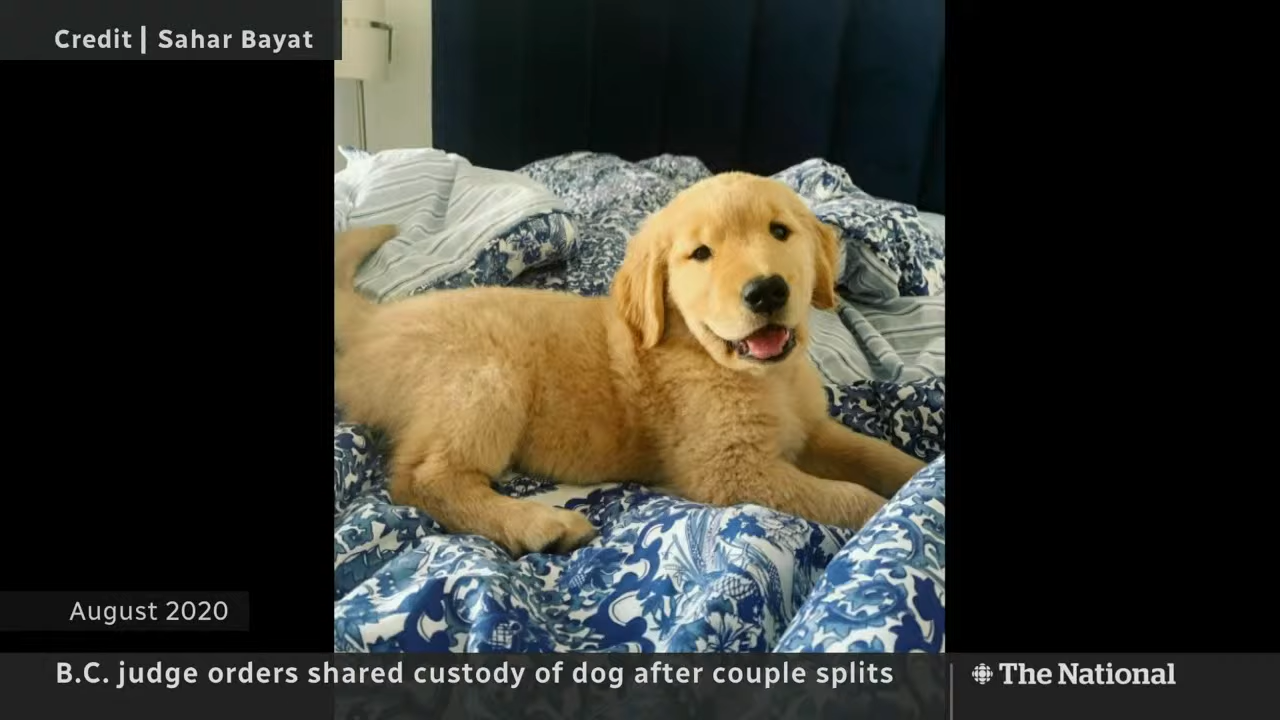 Credit | Sahar Bayat
August 2020
B.C. judge orders shared custody of dog after couple splits
The National